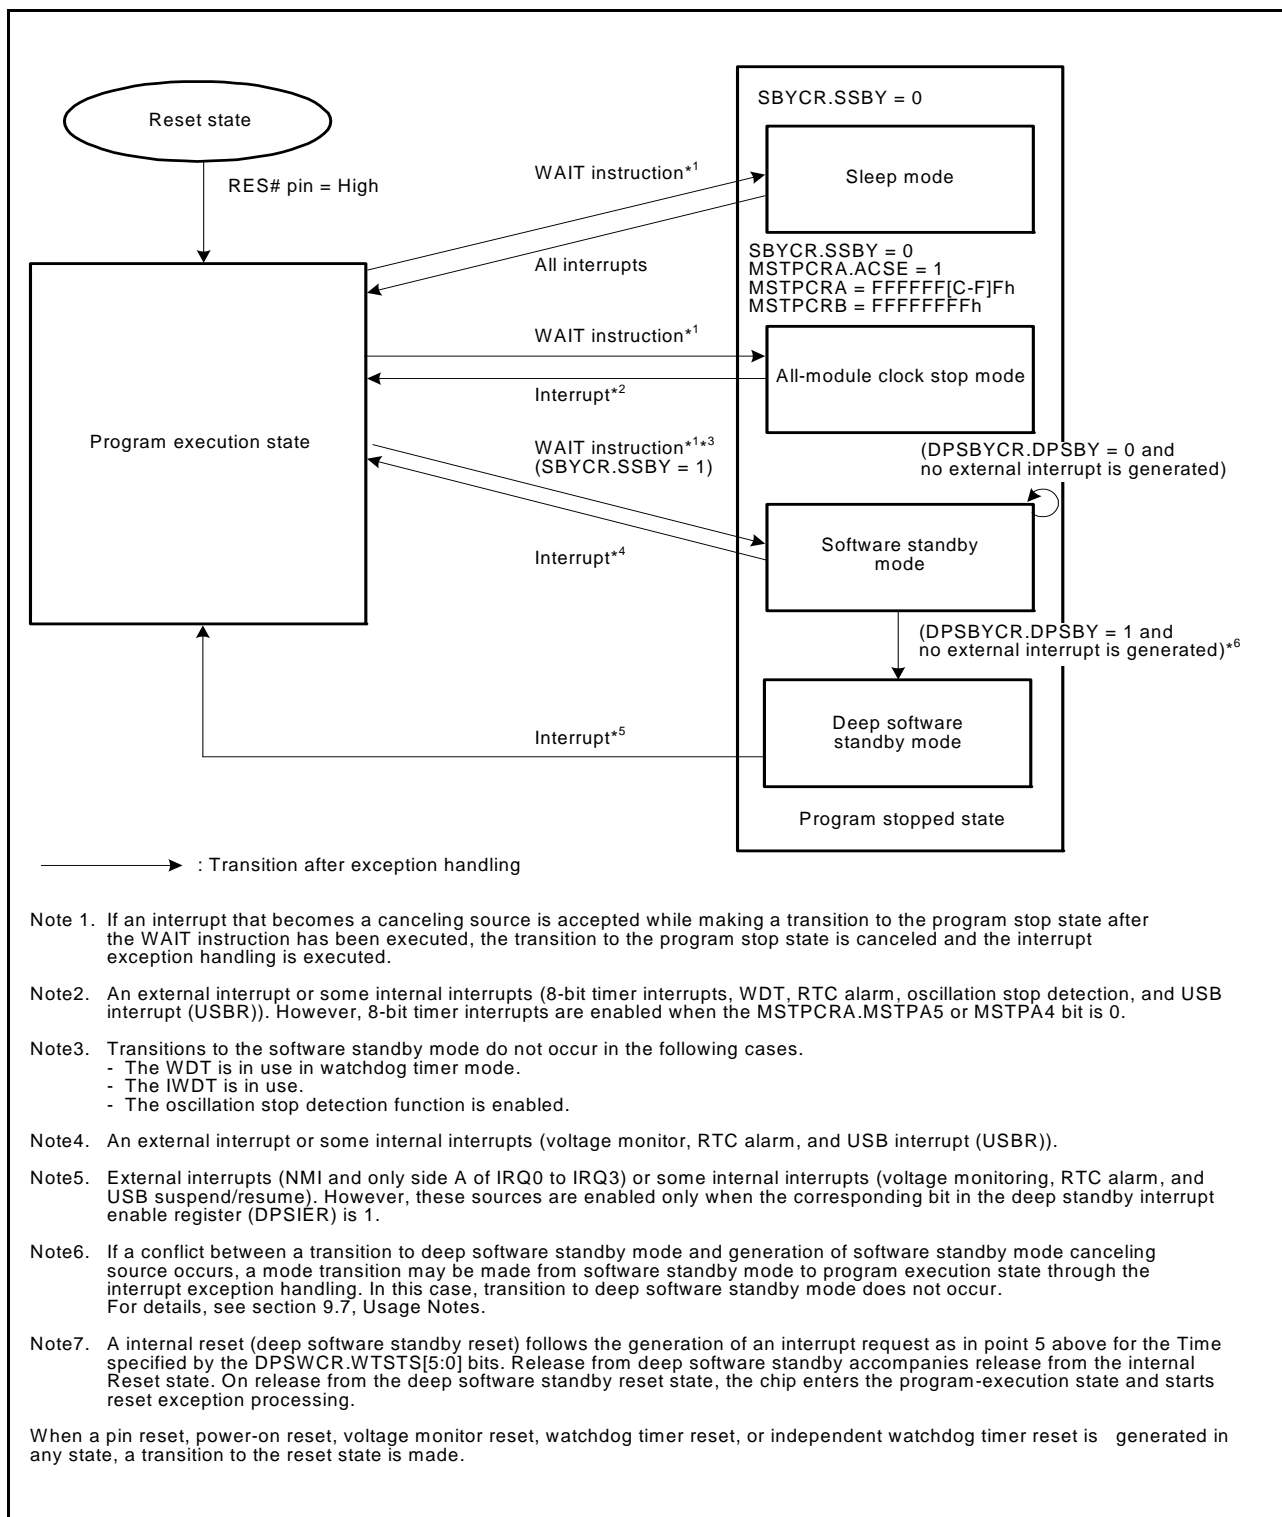 SBYCR.SSBY = 0
Reset state
RES# pin = High
WAIT instruction*1
Sleep mode
All interrupts
SBYCR.SSBY = 0
MSTPCRA.ACSE = 1
MSTPCRA = FFFFFF[C-F]Fh
MSTPCRB = FFFFFFFFh
WAIT instruction*1
All-module clock stop mode
Interrupt*2
Program execution state
WAIT instruction*1*3
(SBYCR.SSBY = 1)
(DPSBYCR.DPSBY = 0 and
no external interrupt is generated)
Software standby
mode
Interrupt*4
(DPSBYCR.DPSBY = 1 and
no external interrupt is generated)*6
Deep software
standby mode
Interrupt*5
Program stopped state
: Transition after exception handling
Note 1. If an interrupt that becomes a canceling source is accepted while making a transition to the program stop state after
the WAIT instruction has been executed, the transition to the program stop state is canceled and the interrupt
exception handling is executed.
Note2. An external interrupt or some internal interrupts (8-bit timer interrupts, WDT, RTC alarm, oscillation stop detection, and USB
interrupt (USBR)). However, 8-bit timer interrupts are enabled when the MSTPCRA.MSTPA5 or MSTPA4 bit is 0.
Note3. Transitions to the software standby mode do not occur in the following cases.
- The WDT is in use in watchdog timer mode.
- The IWDT is in use.
- The oscillation stop detection function is enabled.
Note4. An external interrupt or some internal interrupts (voltage monitor, RTC alarm, and USB interrupt (USBR)).
Note5. External interrupts (NMI and only side A of IRQ0 to IRQ3) or some internal interrupts (voltage monitoring, RTC alarm, and
USB suspend/resume). However, these sources are enabled only when the corresponding bit in the deep standby interrupt
enable register (DPSIER) is 1.
Note6. If a conflict between a transition to deep software standby mode and generation of software standby mode canceling
source occurs, a mode transition may be made from software standby mode to program execution state through the
interrupt exception handling. In this case, transition to deep software standby mode does not occur.
For details, see section 9.7, Usage Notes.
Note7. A internal reset (deep software standby reset) follows the generation of an interrupt request as in point 5 above for the Time
specified by the DPSWCR.WTSTS[5:0] bits. Release from deep software standby accompanies release from the internal
Reset state. On release from the deep software standby reset state, the chip enters the program-execution state and starts
reset exception processing.
When a pin reset, power-on reset, voltage monitor reset, watchdog timer reset, or independent watchdog timer reset is generated in
any state, a transition to the reset state is made.